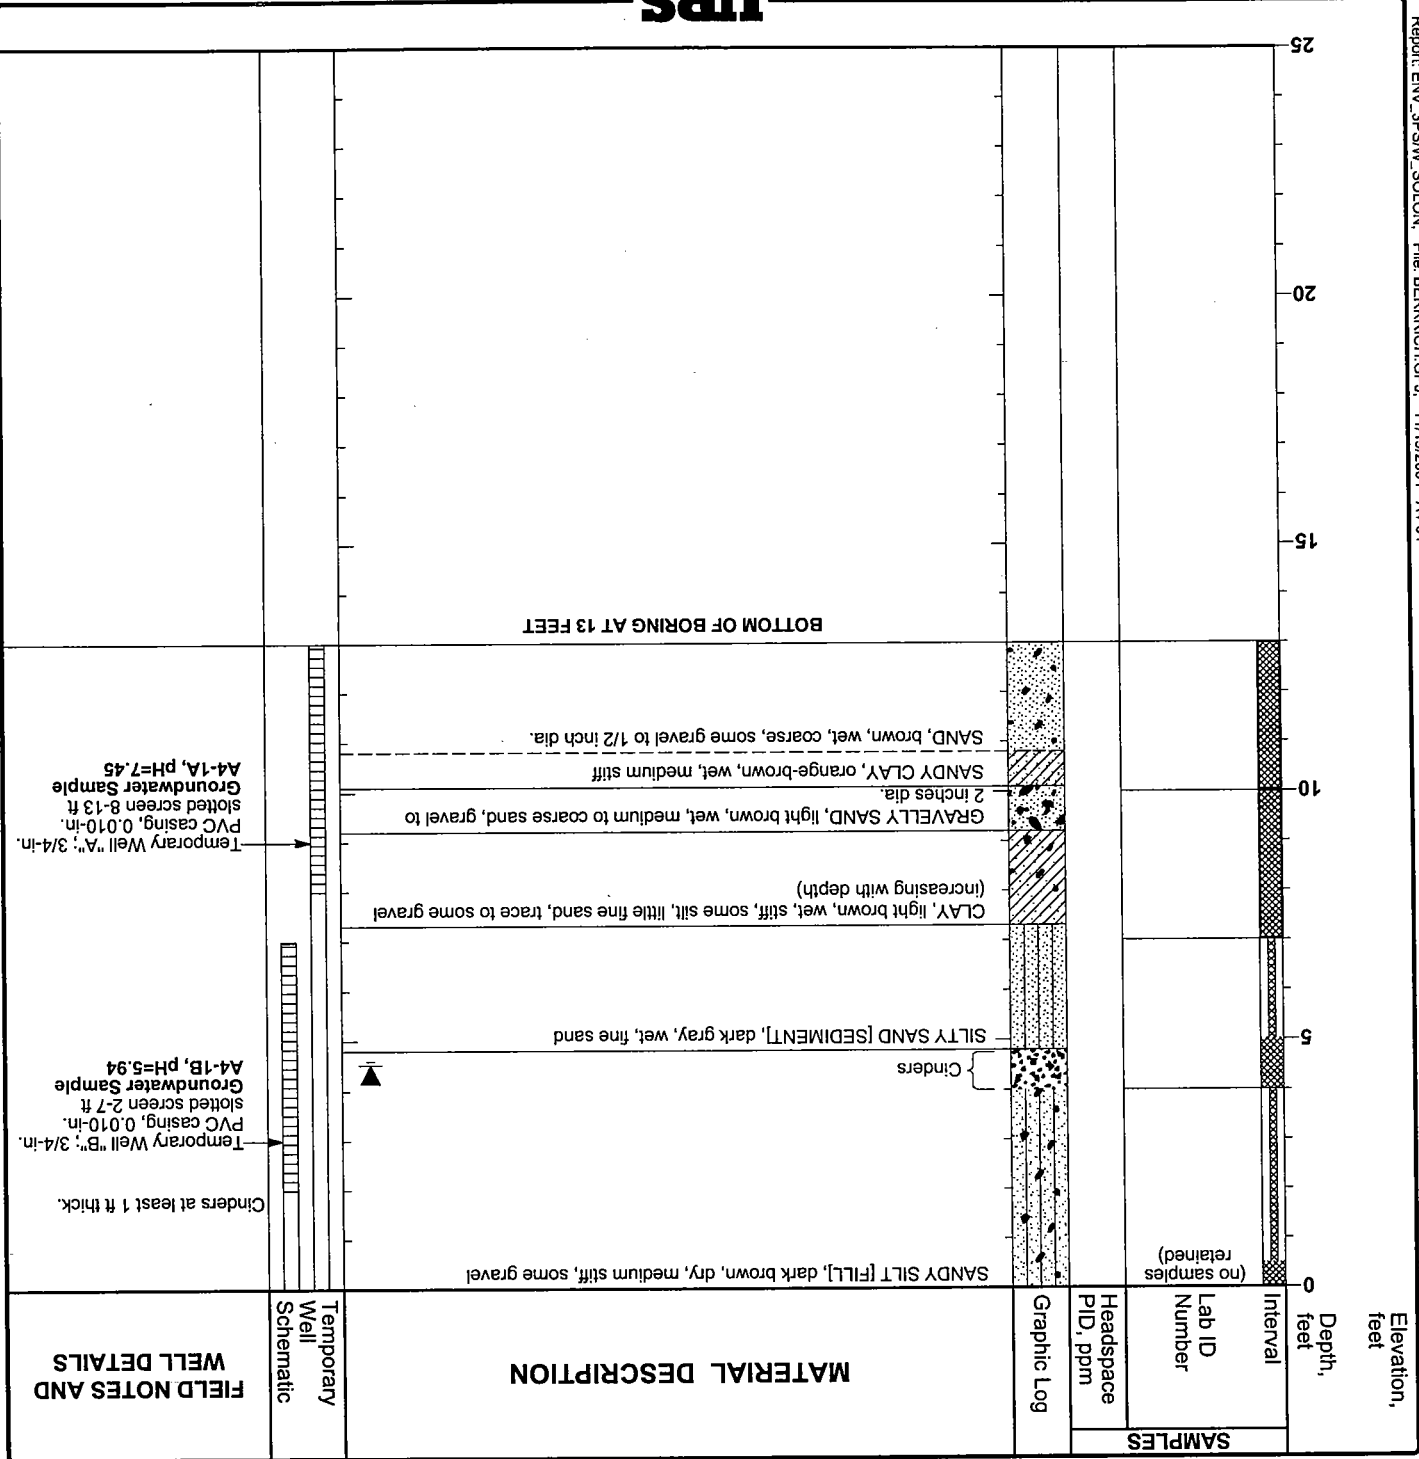 SAMPLES
Elevation,
feet
Depth,
feet
Interval
Lab ID
Number
Headspace
PID, ppm
Graphic Log
MATERIAL DESCRIPTION
Temporary
Well
Schematic
FIELD NOTES AND
WELL DETAILS
0
(no samples
retained)
SANDY SILT [FILL], dark brown, dry, medium stiff, some gravel
Cinders at least 1 ft thick.
Temporary Well "B"; 3/4-in.
PVC casing, 0.010-in.
slotted screen 2-7 ft
Groundwater Sample
A4-1B, pH=5.94
Cinders
5
SILTY SAND [SEDIMENT], dark gray, wet, fine sand
CLAY, light brown, wet, stiff, some silt, little fine sand, trace to some gravel
(increasing with depth)
Temporary Well "A"; 3/4-in.
PVC casing, 0.010-in.
slotted screen 8-13 ft
Groundwater Sample
A4-1A, pH=7.45
GRAVELLY SAND, light brown, wet, medium to coarse sand, gravel to
2 inches dia.
10
SANDY CLAY, orange-brown, wet, medium stiff
SAND, brown, wet, coarse, some gravel to 1/2 inch dia.
BOTTOM OF BORING AT 13 FEET
15
20
25